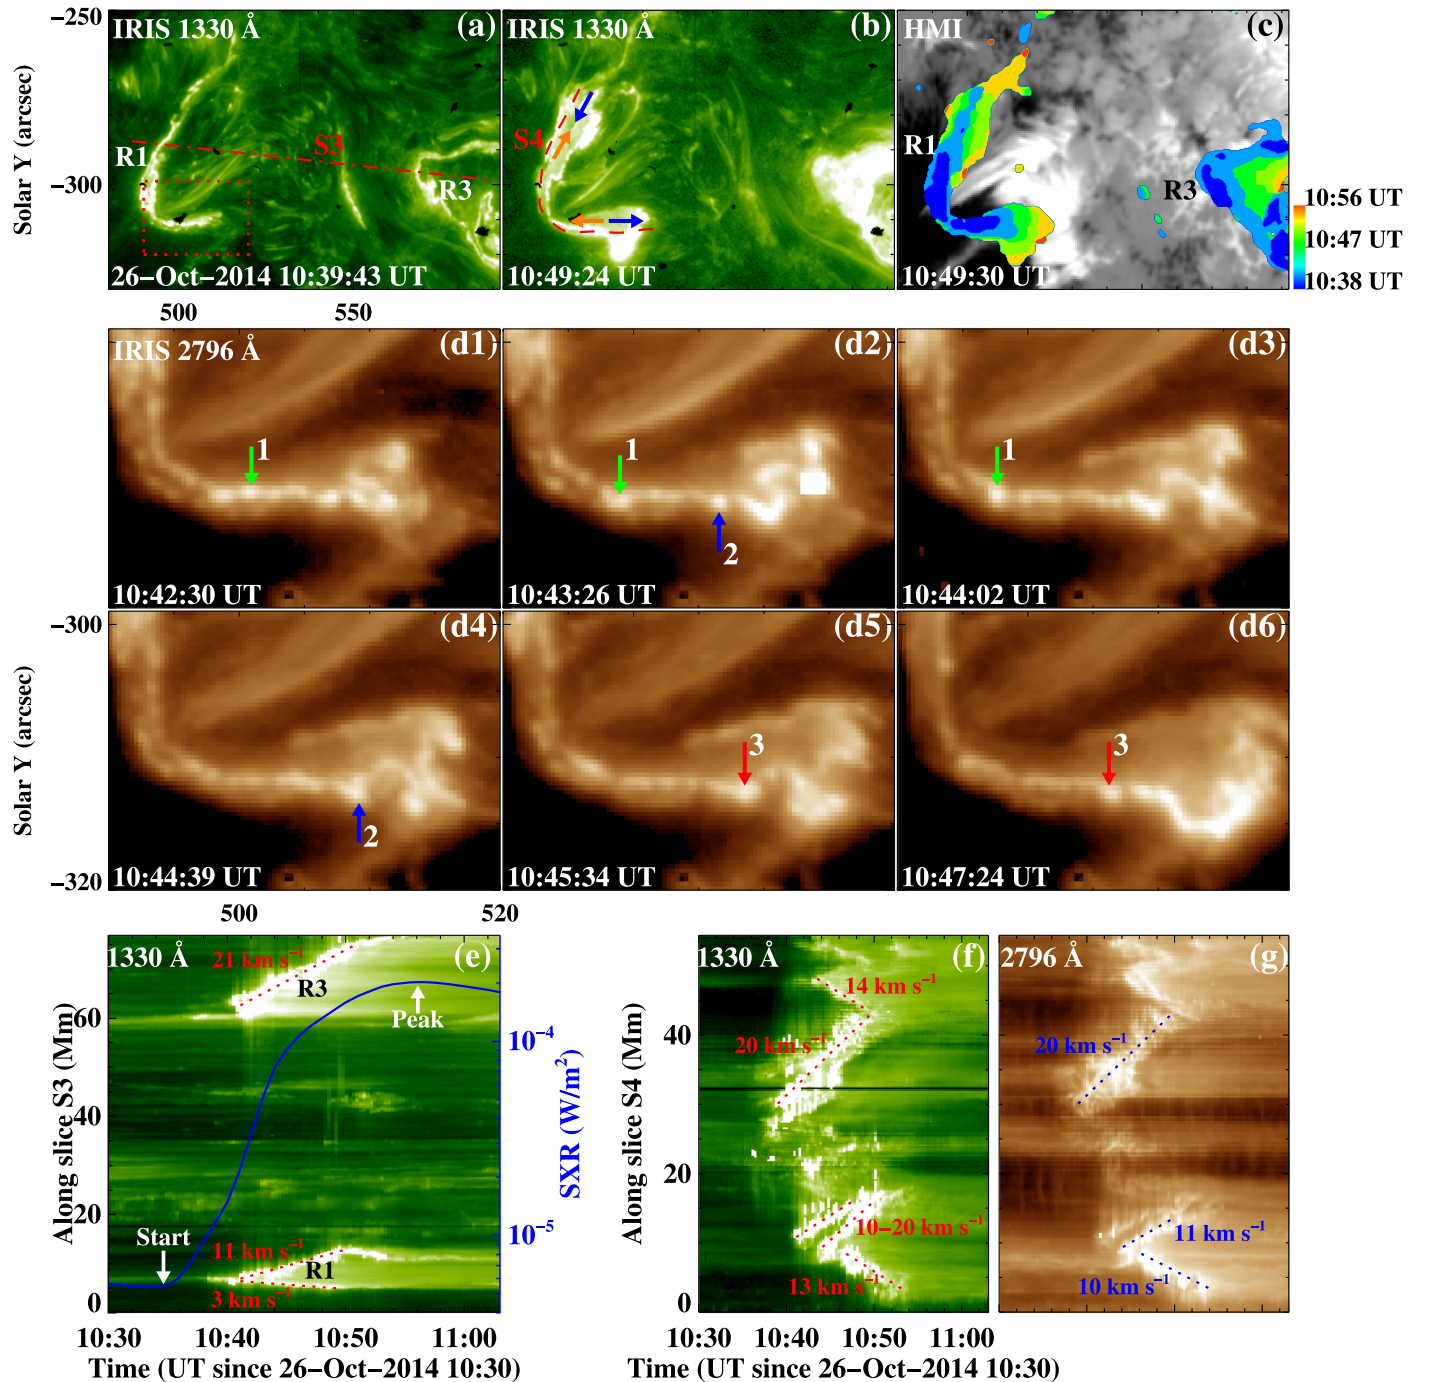 −250
−300
Solar Y (arcsec)
IRIS 1330 Å
(a)
S3
R1
R3
26−Oct−2014 10:39:43 UT
500
550
IRIS 1330 Å
(b)
S4
10:49:24 UT
HMI
(c)
R1
R3
10:49:30 UT
10:56 UT
10:47 UT
10:38 UT
IRIS 2796 Å
(d1)
1
10:42:30 UT
(d2)
1
2
10:43:26 UT
(d3)
1
10:44:02 UT
−300
−320
Solar Y (arcsec)
(d4)
2
10:44:39 UT
(d5)
3
10:45:34 UT
(d6)
3
10:47:24 UT
500
520
1330 Å
(e)
21 km s⁻¹
R3
Peak
Start
11 km s⁻¹
R1
3 km s⁻¹
60
40
20
0
Along slice S3 (Mm)
10⁻⁴
10⁻⁵
SXR (W/m²)
10:30
10:40
10:50
11:00
Time (UT since 26−Oct−2014 10:30)
1330 Å
(f)
14 km s⁻¹
20 km s⁻¹
10−20 km s⁻¹
13 km s⁻¹
40
20
0
Along slice S4 (Mm)
2796 Å
(g)
20 km s⁻¹
11 km s⁻¹
10 km s⁻¹
10:30
10:40
10:50
11:00
Time (UT since 26−Oct−2014 10:30)